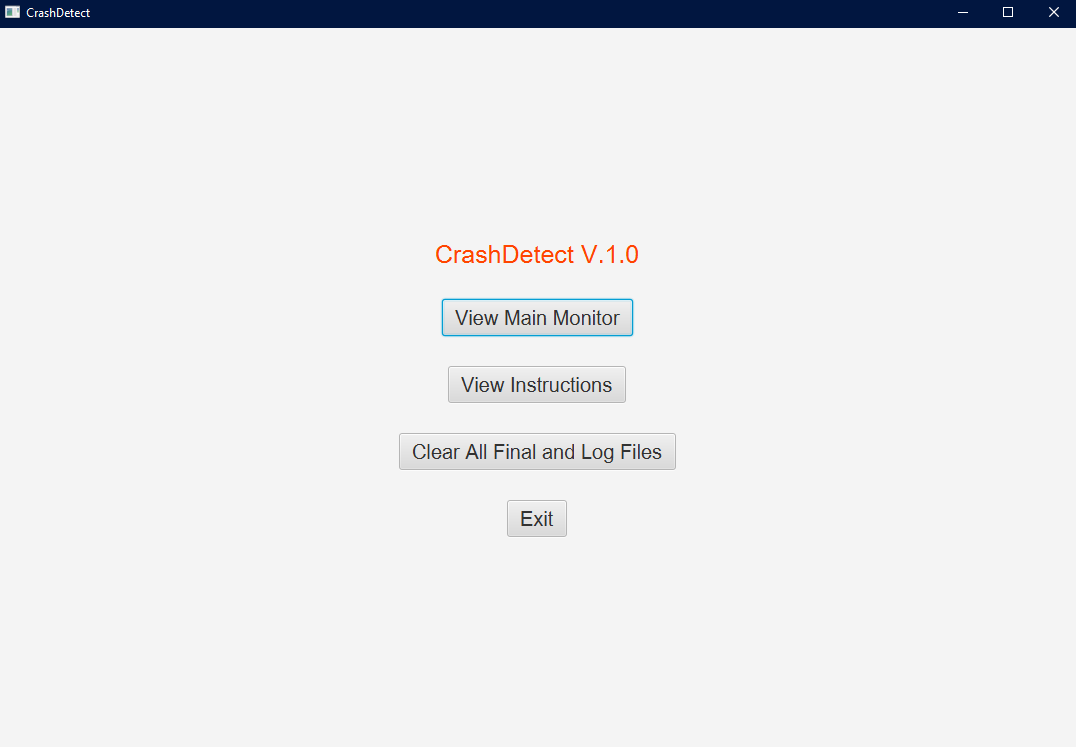 CrashDetect
CrashDetect V.1.0
View Main Monitor
View Instructions
Clear All Final and Log Files
Exit